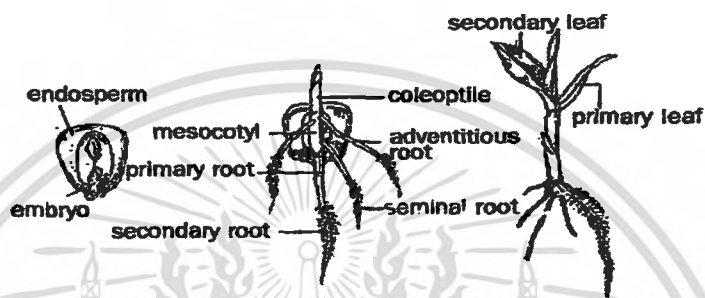 secondary leaf
endosperm
coleoptile
primary leaf
mesocotyl
adventitious
root
primary root
embryo
seminal root
secondary root